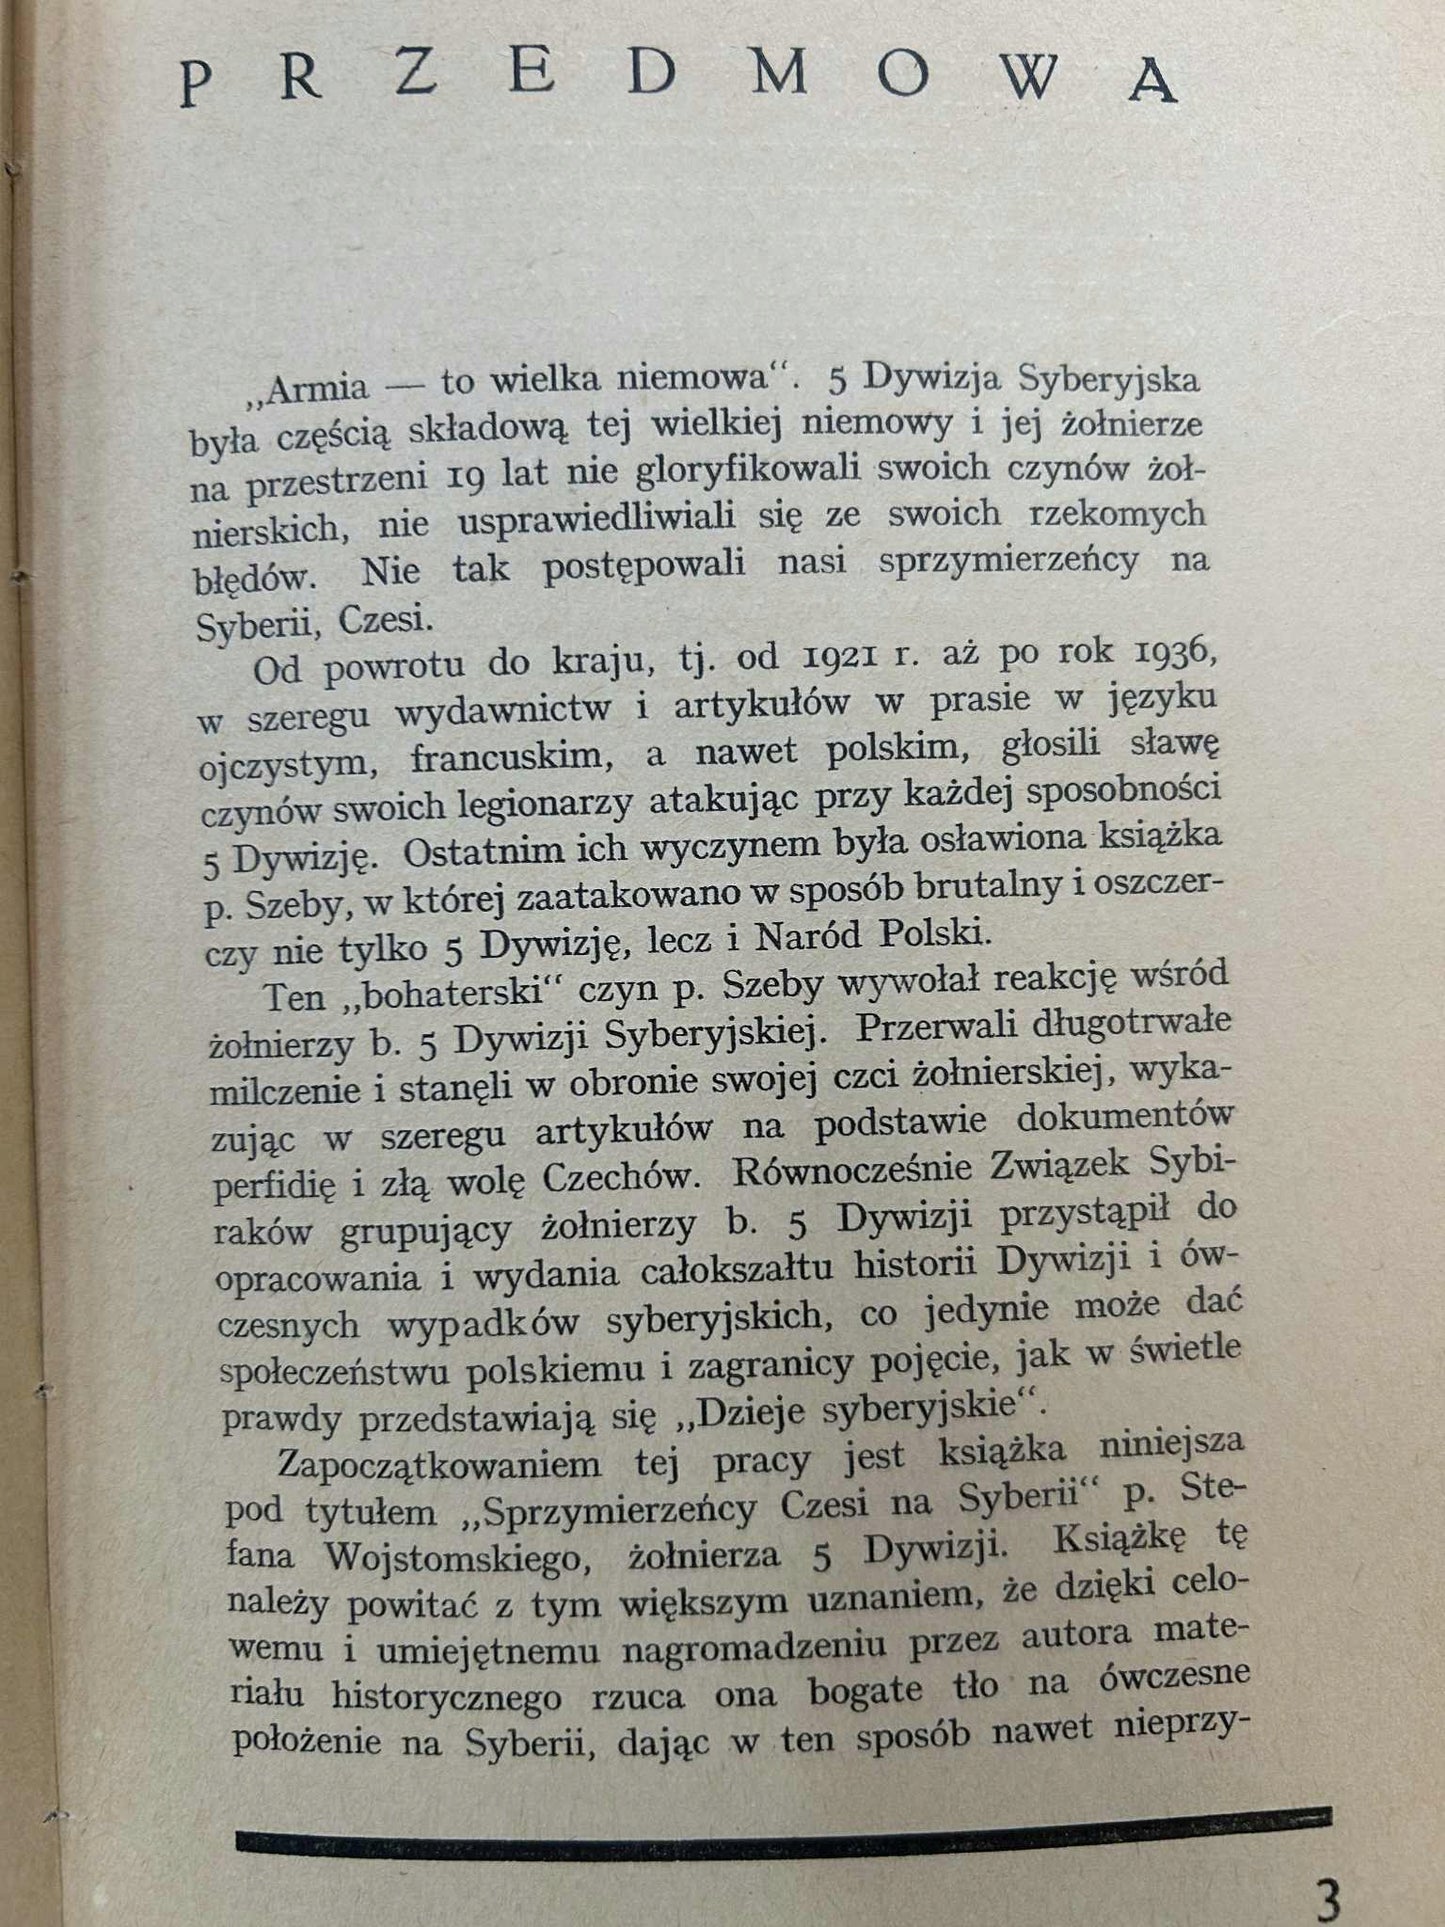 PRZEDMOWA
„Armia — to wielka niemowa“. 5 Dywizja Syberyjska
była częścią składową tej wielkiej niemowy i jej żołnierze
na przestrzeni 19 lat nie gloryfikowali swoich czynów żoł-
nierskich, nie usprawiedliwiali się ze swoich rzekomych
błędów. Nie tak postępowali nasi sprzymierzeńcy na
Syberii, Czesi.
Od powrotu do kraju, tj. od 1921 r. aż po rok 1936,
w szeregu wydawnictw i artykułów w prasie w języku
ojczystym, francuskim, a nawet polskim, głosili sławę
czynów swoich legionarzy atakując przy każdej sposobności
5 Dywizję. Ostatnim ich wyczynem była osławiona książka
p. Szeby, w której zaatakowano w sposób brutalny i oszczer-
czy nie tylko 5 Dywizję, lecz i Naród Polski.
Ten „bohaterski“ czyn p. Szeby wywołał reakcję wśród
żołnierzy b. 5 Dywizji Syberyjskiej. Przerwali długotrwałe
milczenie i stanęli w obronie swojej czci żołnierskiej, wyka-
zując w szeregu artykułów na podstawie dokumentów
perfidię i złą wolę Czechów. Równocześnie Związek Sybi-
raków grupujący żołnierzy b. 5 Dywizji przystąpił do
opracowania i wydania całokszałtu historii Dywizji i ów-
czesnych wypadków syberyjskich, co jedynie może dać
społeczeństwu polskiemu i zagranicy pojęcie, jak w świetle
prawdy przedstawiają się „Dzieje syberyjskie“.
Zapoczątkowaniem tej pracy jest książka niniejsza
pod tytułem „Sprzymierzeńcy Czesi na Syberii“ p. Ste-
fana Wojstomskiego, żołnierza 5 Dywizji. Książkę tę
należy powitać z tym większym uznaniem, że dzięki celo-
wemu i umiejętnemu nagromadzeniu przez autora mate-
riału historycznego rzuca ona bogate tło na ówczesne
położenie na Syberii, dając w ten sposób nawet nieprzy-
3